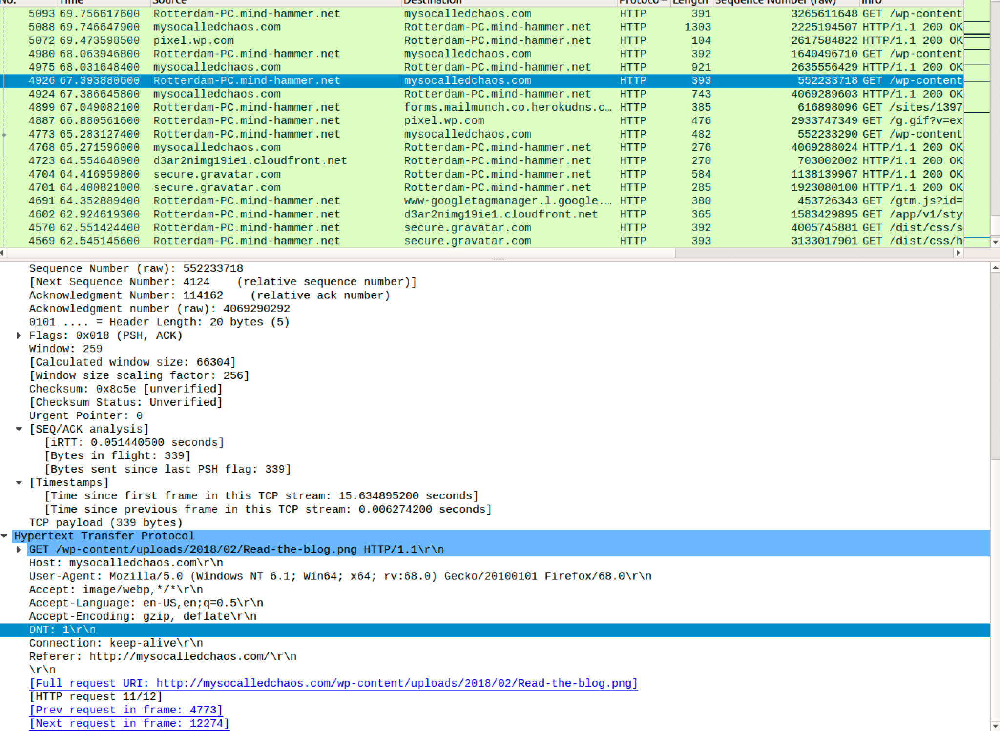 No. Time Source Destination Protoco Length Sequence Number (raw) Info
5093 69.756617600 Rotterdam-PC.mind-hammer.net mysocalledchaos.com HTTP 391 3265611648 GET /wp-content
5088 69.746647900 mysocalledchaos.com Rotterdam-PC.mind-hammer.net HTTP 1303 2225194507 HTTP/1.1 200 OK
5072 69.473598500 pixel.wp.com Rotterdam-PC.mind-hammer.net HTTP 104 2617584822 HTTP/1.1 200 OK
4980 68.063946800 Rotterdam-PC.mind-hammer.net mysocalledchaos.com HTTP 392 1640496710 GET /wp-content
4975 68.031648400 mysocalledchaos.com Rotterdam-PC.mind-hammer.net HTTP 921 2635556429 HTTP/1.1 200 OK
4926 67.393880600 Rotterdam-PC.mind-hammer.net mysocalledchaos.com HTTP 393 552233718 GET /wp-content
4924 67.386645800 mysocalledchaos.com Rotterdam-PC.mind-hammer.net HTTP 743 4069289603 HTTP/1.1 200 OK
4899 67.049082100 Rotterdam-PC.mind-hammer.net forms.mailmunch.co.herokudns.c… HTTP 385 616898096 GET /sites/1397
4887 66.880561600 Rotterdam-PC.mind-hammer.net pixel.wp.com HTTP 476 2933747349 GET /g.gif?v=ex
4773 65.283127400 Rotterdam-PC.mind-hammer.net mysocalledchaos.com HTTP 482 552233290 GET /wp-content
4768 65.271596000 mysocalledchaos.com Rotterdam-PC.mind-hammer.net HTTP 276 4069288024 HTTP/1.1 200 OK
4723 64.554648900 d3ar2nimg19ie1.cloudfront.net Rotterdam-PC.mind-hammer.net HTTP 270 703002002 HTTP/1.1 200 OK
4704 64.416959800 secure.gravatar.com Rotterdam-PC.mind-hammer.net HTTP 584 1138139967 HTTP/1.1 200 OK
4701 64.400821000 secure.gravatar.com Rotterdam-PC.mind-hammer.net HTTP 285 1923080100 HTTP/1.1 200 OK
4691 64.352889400 Rotterdam-PC.mind-hammer.net www-googletagmanager.l.google.… HTTP 380 453726343 GET /gtm.js?id=
4602 62.924619300 Rotterdam-PC.mind-hammer.net d3ar2nimg19ie1.cloudfront.net HTTP 365 1583429895 GET /app/v1/sty
4570 62.551424400 Rotterdam-PC.mind-hammer.net secure.gravatar.com HTTP 392 4005745881 GET /dist/css/s
4569 62.545145600 Rotterdam-PC.mind-hammer.net secure.gravatar.com HTTP 393 3133017901 GET /dist/css/h
Sequence Number (raw): 552233718
[Next Sequence Number: 4124 (relative sequence number)]
Acknowledgment Number: 114162 (relative ack number)
Acknowledgment number (raw): 4069290292
0101 .... = Header Length: 20 bytes (5)
Flags: 0x018 (PSH, ACK)
Window: 259
[Calculated window size: 66304]
[Window size scaling factor: 256]
Checksum: 0x8c5e [unverified]
[Checksum Status: Unverified]
Urgent Pointer: 0
[SEQ/ACK analysis]
[iRTT: 0.051440500 seconds]
[Bytes in flight: 339]
[Bytes sent since last PSH flag: 339]
[Timestamps]
[Time since first frame in this TCP stream: 15.634895200 seconds]
[Time since previous frame in this TCP stream: 0.006274200 seconds]
TCP payload (339 bytes)
Hypertext Transfer Protocol
GET /wp-content/uploads/2018/02/Read-the-blog.png HTTP/1.1\r\n
Host: mysocalledchaos.com\r\n
User-Agent: Mozilla/5.0 (Windows NT 6.1; Win64; x64; rv:68.0) Gecko/20100101 Firefox/68.0\r\n
Accept: image/webp,*/*\r\n
Accept-Language: en-US,en;q=0.5\r\n
Accept-Encoding: gzip, deflate\r\n
DNT: 1\r\n
Connection: keep-alive\r\n
Referer: http://mysocalledchaos.com/\r\n
\r\n
[Full request URI: http://mysocalledchaos.com/wp-content/uploads/2018/02/Read-the-blog.png]
[HTTP request 11/12]
[Prev request in frame: 4773]
[Next request in frame: 12274]